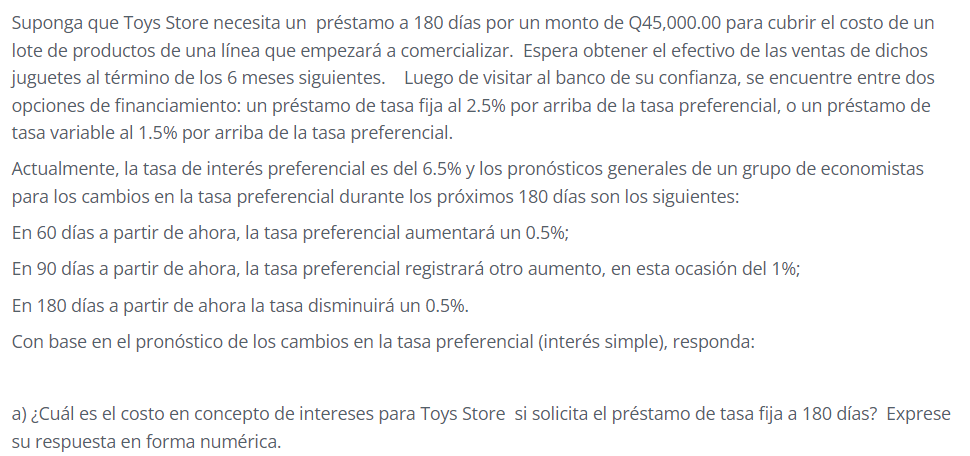 Suponga que Toys Store necesita un  préstamo a 180 días por un monto de Q45,000.00 para cubrir el costo de un
lote de productos de una línea que empezará a comercializar.  Espera obtener el efectivo de las ventas de dichos
juguetes al término de los 6 meses siguientes.    Luego de visitar al banco de su confianza, se encuentre entre dos
opciones de financiamiento: un préstamo de tasa fija al 2.5% por arriba de la tasa preferencial, o un préstamo de
tasa variable al 1.5% por arriba de la tasa preferencial.
Actualmente, la tasa de interés preferencial es del 6.5% y los pronósticos generales de un grupo de economistas
para los cambios en la tasa preferencial durante los próximos 180 días son los siguientes:
En 60 días a partir de ahora, la tasa preferencial aumentará un 0.5%;
En 90 días a partir de ahora, la tasa preferencial registrará otro aumento, en esta ocasión del 1%;
En 180 días a partir de ahora la tasa disminuirá un 0.5%.
Con base en el pronóstico de los cambios en la tasa preferencial (interés simple), responda:
a) ¿Cuál es el costo en concepto de intereses para Toys Store  si solicita el préstamo de tasa fija a 180 días?  Exprese
su respuesta en forma numérica.